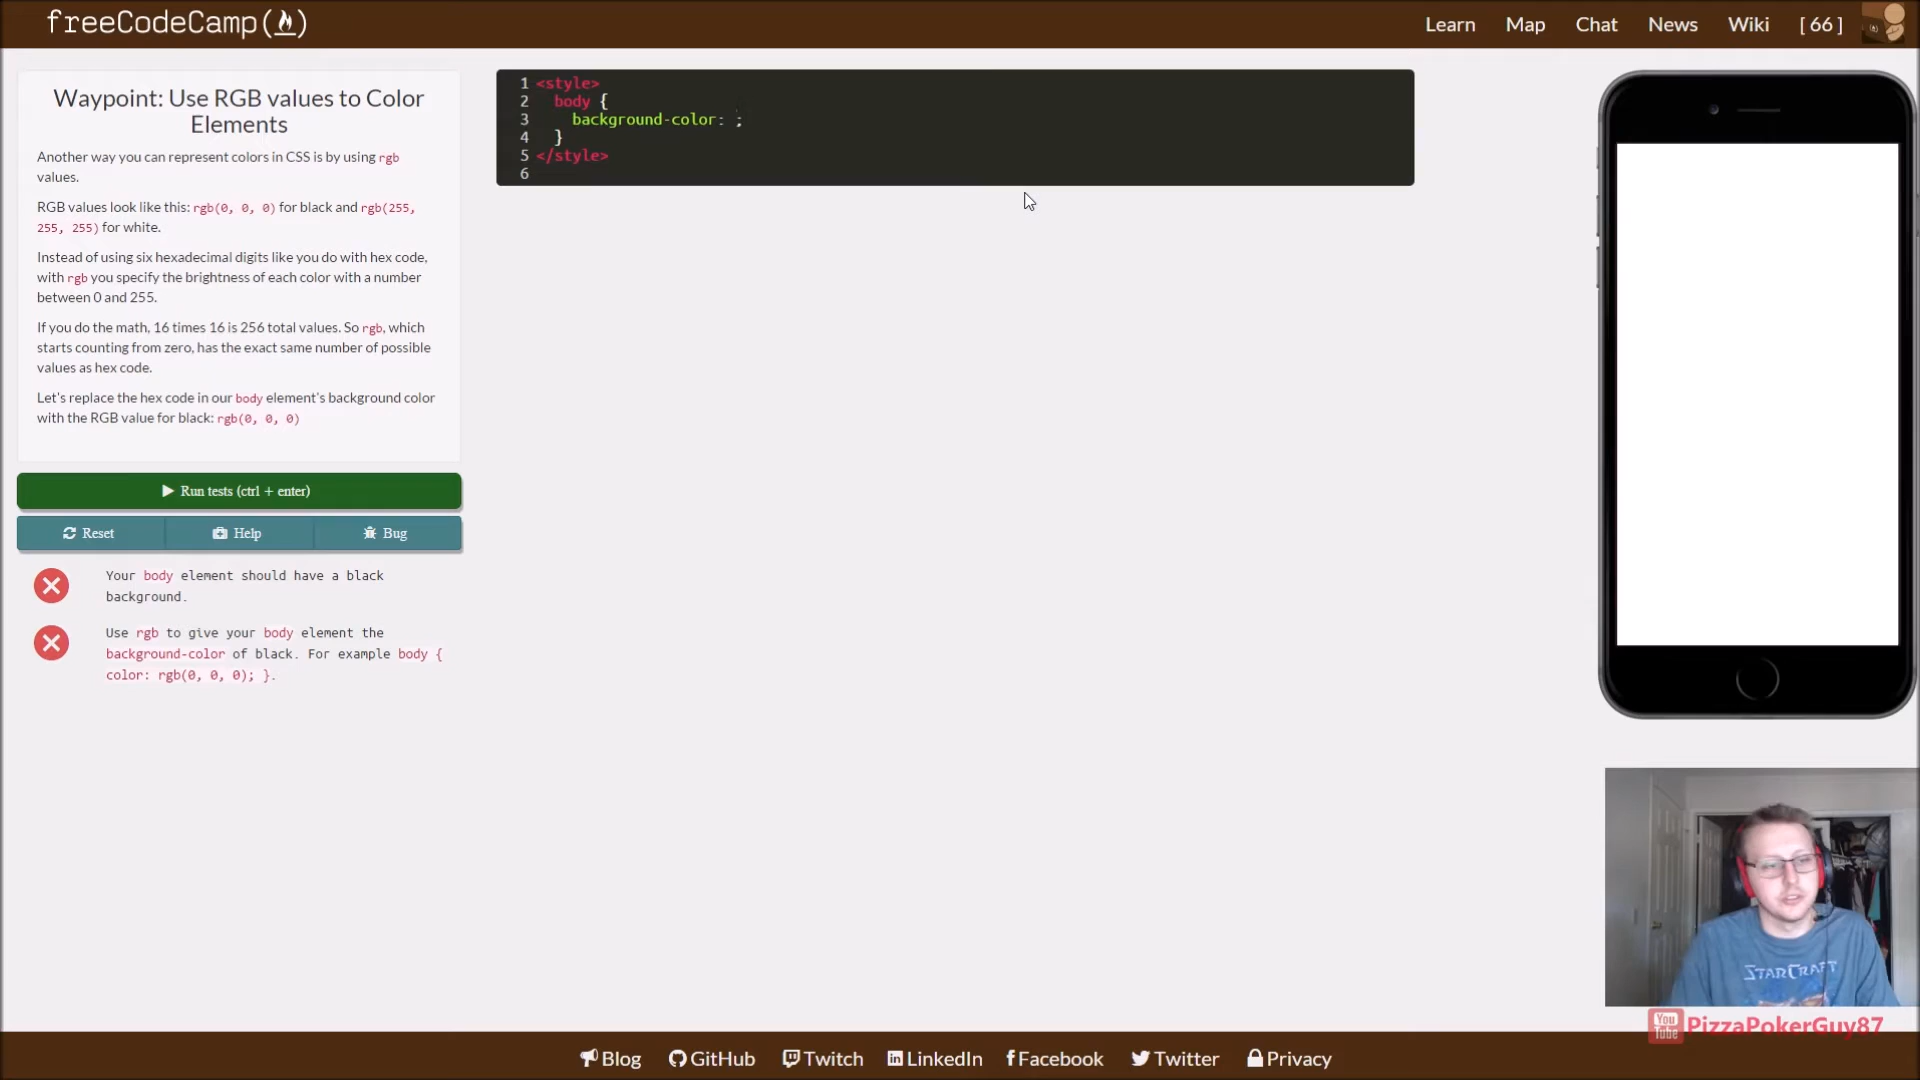 freeCodeCamp
Learn Map Chat News Wiki [ 66 ]
Waypoint: Use RGB values to Color
Elements
Another way you can represent colors in CSS is by using rgb
values.
RGB values look like this: rgb(0, 0, 0) for black and rgb(255,
255, 255) for white.
Instead of using six hexadecimal digits like you do with hex code,
with rgb you specify the brightness of each color with a number
between 0 and 255.
If you do the math, 16 times 16 is 256 total values. So rgb, which
starts counting from zero, has the exact same number of possible
values as hex code.
Let's replace the hex code in our body element's background color
with the RGB value for black: rgb(0, 0, 0)
Run tests (ctrl + enter)
Reset Help Bug
Your body element should have a black
background.
Use rgb to give your body element the
background-color of black. For example body {
color: rgb(0, 0, 0); }.
1 <style>
2 body {
3 background-color: ;
4 }
5 </style>
6
STARCRAFT
You Tube PizzaPokerGuy87
Blog GitHub Twitch LinkedIn Facebook Twitter Privacy